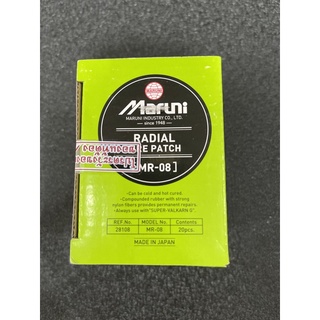 MARUNI
Maruni
MARUNI INDUSTRY CO., LTD.
since 1948
RADIAL
RE PATCH
MR-08]
•Can be cold and hot cured.
•Compounded rubber with strong
nylon fibers provides permanent repairs.
•Always use with"SUPER-VALKARN G".
REF.No. MODEL No. Contents
28108 MR-08 20pcs.
MADE IN JAPAN